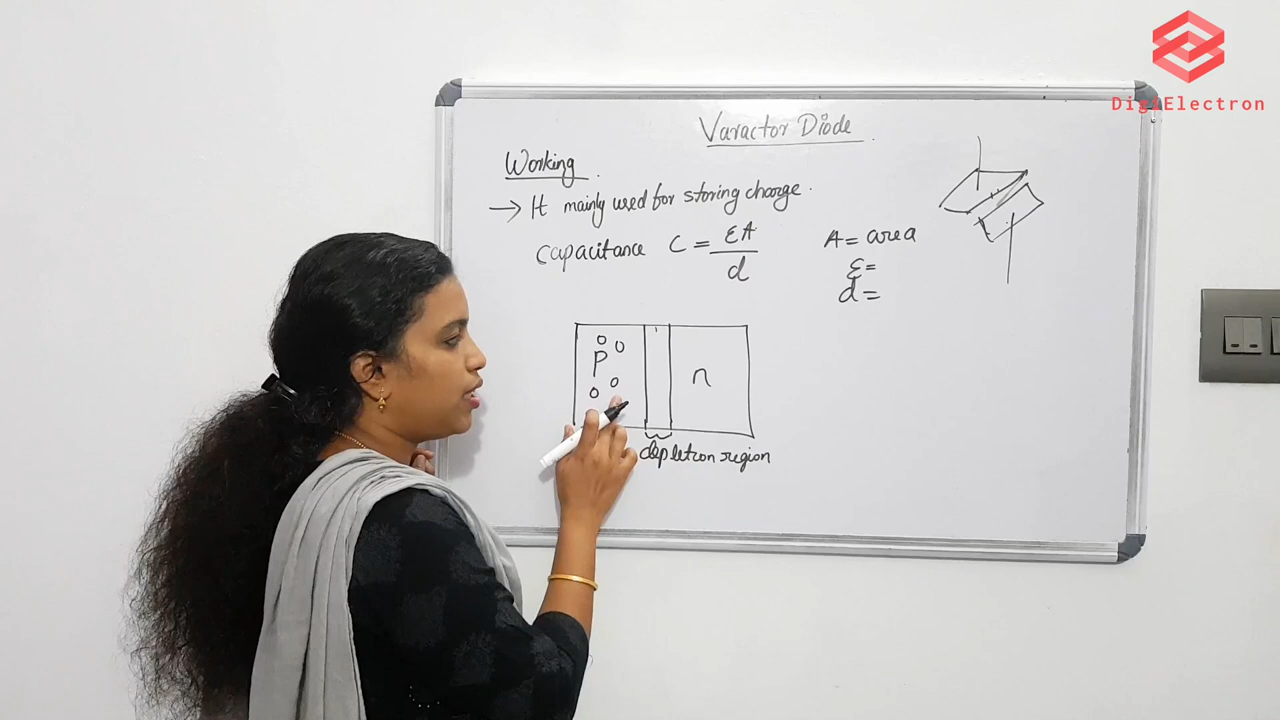 DigiElectron
Varactor Diode.
Working.
→ It mainly used for storing charge.
capacitance C = εA/d
A = area
ε =
d =
P
n
depletion region